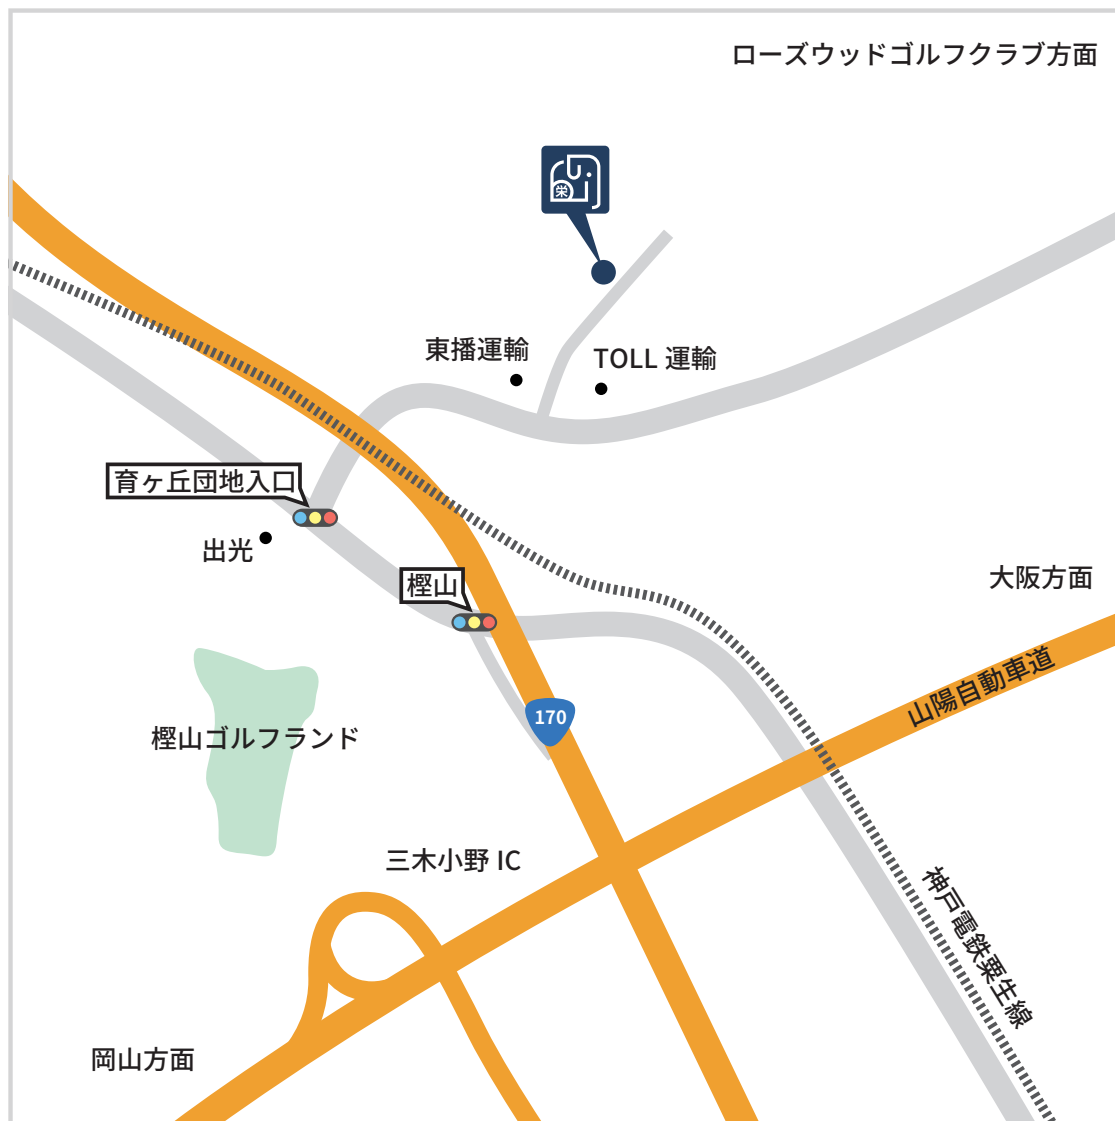 ローズウッドゴルフクラブ方面
栄
東播運輸
TOLL 運輸
育ヶ丘団地入口
出光
樫山
大阪方面
山陽自動車道
170
樫山ゴルフランド
三木小野 IC
神戸電鉄粟生線
岡山方面